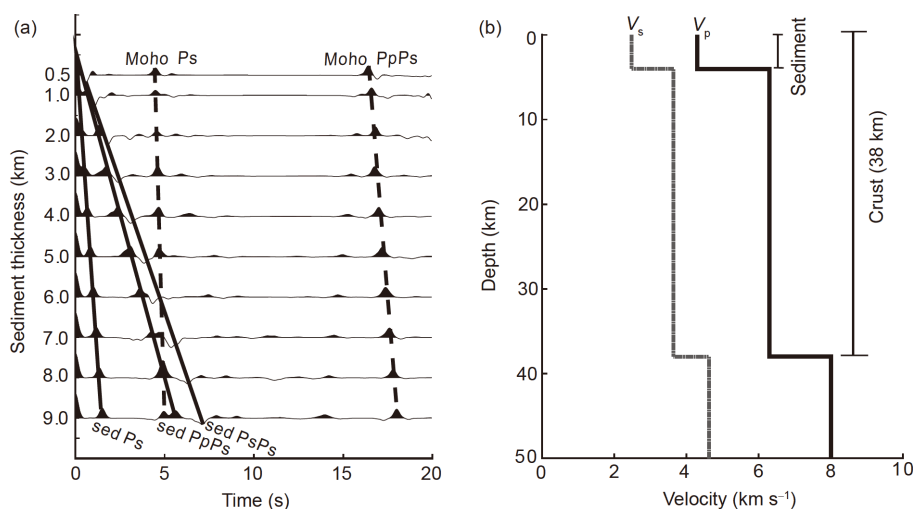 (a)
Moho Ps
Moho PpPs
0.5
1.0
2.0
3.0
4.0
5.0
6.0
7.0
8.0
9.0
Sediment thickness (km)
sed Ps
sed PpPs
sed PsPs
0
5
10
15
20
Time (s)
(b)
Vs
Vp
Sediment
Crust (38 km)
0
10
20
30
40
50
Depth (km)
0
2
4
6
8
10
Velocity (km s⁻¹)